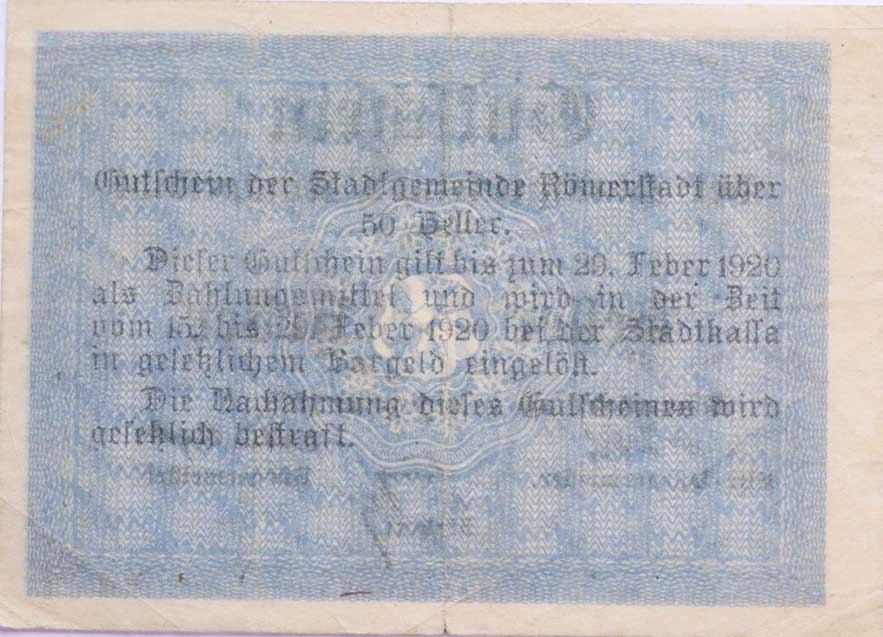 Gutschein der Stadtgemeinde Römerstadt über
50 Heller.
Dieser Gutschein gilt bis zum 29. Feber 1920
als Zahlungsmittel und wird in der Zeit
vom 15. bis 29. Feber 1920 bei der Stadtkassa
in gesetzlichem Bargeld eingelöst.
Die Nachahmung dieses Gutscheines wird
gesetzlich bestraft.